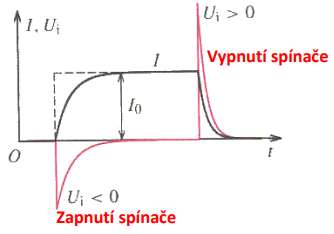 I, Uᵢ
Uᵢ > 0
Vypnutí spínače
I
I₀
O
t
Uᵢ < 0
Zapnutí spínače